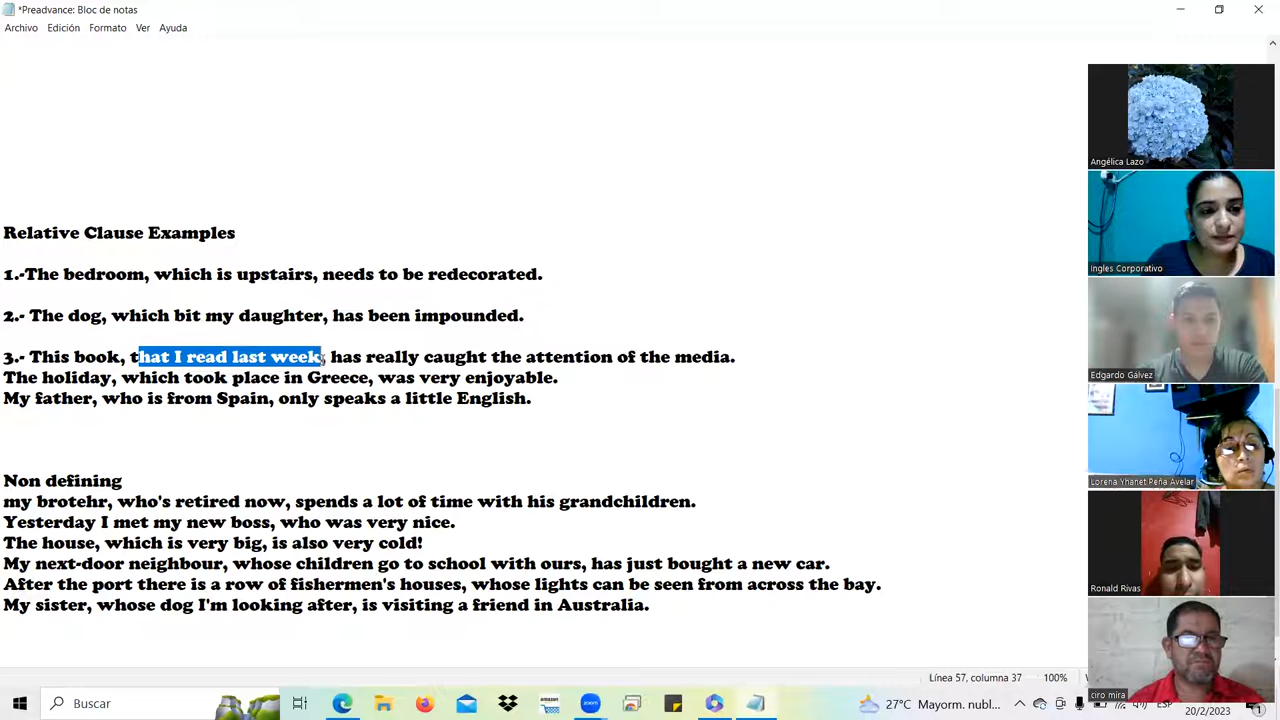 *Preadvance: Bloc de notas
Archivo Edición Formato Ver Ayuda
Relative Clause Examples
1.-The bedroom, which is upstairs, needs to be redecorated.
2.- The dog, which bit my daughter, has been impounded.
3.- This book, that I read last week, has really caught the attention of the media.
The holiday, which took place in Greece, was very enjoyable.
My father, who is from Spain, only speaks a little English.
Non defining
my brotehr, who's retired now, spends a lot of time with his grandchildren.
Yesterday I met my new boss, who was very nice.
The house, which is very big, is also very cold!
My next-door neighbour, whose children go to school with ours, has just bought a new car.
After the port there is a row of fishermen's houses, whose lights can be seen from across the bay.
My sister, whose dog I'm looking after, is visiting a friend in Australia.
Angélica Lazo
Ingles Corporativo
Edgardo Gálvez
Lorena Yhanet Peña Avelar
Ronald Rivas
ciro mira
Línea 57, columna 37 100%
Buscar
amazon
zoom
27°C Mayorm. nubl...
ESP
20/2/2023
1